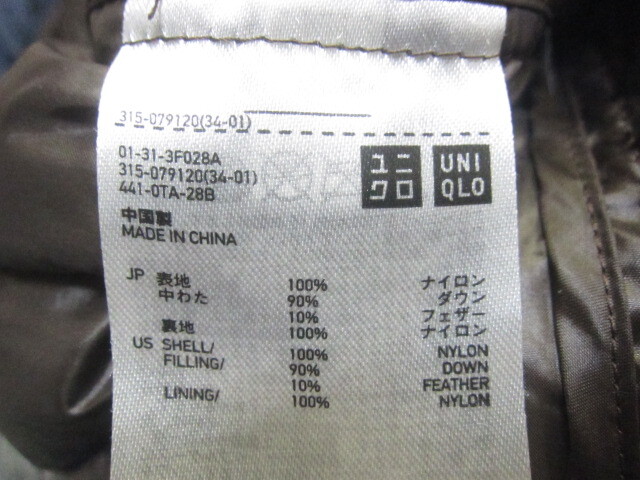 315-079120(34-01)
01-31-3F028A
315-079120(34-01)
441-0TA-28B
ユニ
クロ
UNI
QLO
中国製
MADE IN CHINA
JP 表地 100% ナイロン
中わた 90% ダウン
10% フェザー
裏地 100% ナイロン
US SHELL/ 100% NYLON
FILLING/ 90% DOWN
10% FEATHER
LINING/ 100% NYLON